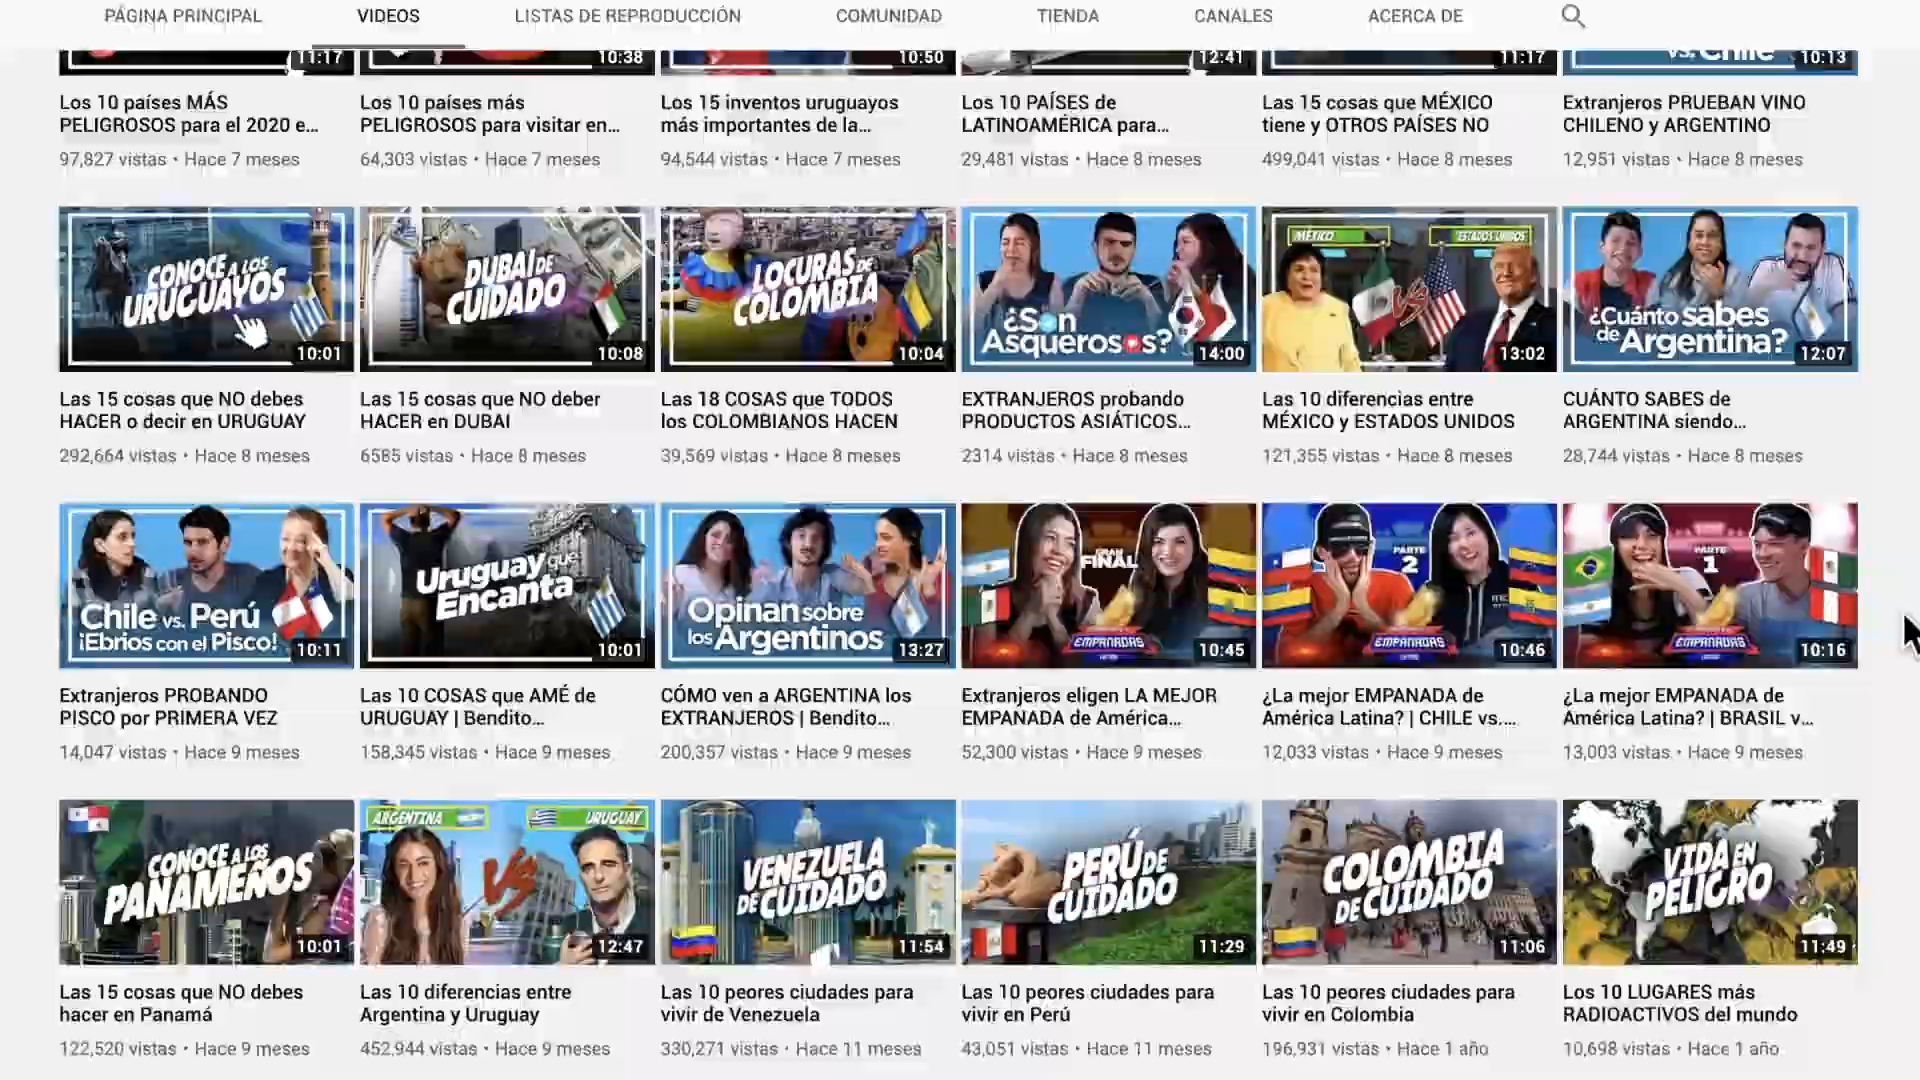 PÁGINA PRINCIPAL VIDEOS LISTAS DE REPRODUCCIÓN COMUNIDAD TIENDA CANALES ACERCA DE
11:17 10:38 10:50 12:41 11:17 vs. Chile 10:13
Los 10 países MÁS
PELIGROSOS para el 2020 e...
97,827 vistas • Hace 7 meses
Los 10 países más
PELIGROSOS para visitar en...
64,303 vistas • Hace 7 meses
Los 15 inventos uruguayos
más importantes de la...
94,544 vistas • Hace 7 meses
Los 10 PAÍSES de
LATINOAMÉRICA para...
29,481 vistas • Hace 8 meses
Las 15 cosas que MÉXICO
tiene y OTROS PAÍSES NO
499,041 vistas • Hace 8 meses
Extranjeros PRUEBAN VINO
CHILENO y ARGENTINO
12,951 vistas • Hace 8 meses
CONOCE A LOS
URUGUAYOS
10:01
Las 15 cosas que NO debes
HACER o decir en URUGUAY
292,664 vistas • Hace 8 meses
DUBAI DE
CUIDADO
10:08
Las 15 cosas que NO deber
HACER en DUBAI
6585 vistas • Hace 8 meses
LOCURAS DE
COLOMBIA
10:04
Las 18 COSAS que TODOS
los COLOMBIANOS HACEN
39,569 vistas • Hace 8 meses
¿Son
Asquerosos?
14:00
EXTRANJEROS probando
PRODUCTOS ASIÁTICOS...
2314 vistas • Hace 8 meses
MÉXICO ESTADOS UNIDOS
VS
13:02
Las 10 diferencias entre
MÉXICO y ESTADOS UNIDOS
121,355 vistas • Hace 8 meses
¿Cuánto sabes
de Argentina?
12:07
CUÁNTO SABES de
ARGENTINA siendo...
28,744 vistas • Hace 8 meses
Chile vs. Perú
¡Ebrios con el Pisco!
10:11
Extranjeros PROBANDO
PISCO por PRIMERA VEZ
14,047 vistas • Hace 9 meses
Uruguay que
Encanta
10:01
Las 10 COSAS que AMÉ de
URUGUAY | Bendito...
158,345 vistas • Hace 9 meses
Opinan sobre
los Argentinos
13:27
CÓMO ven a ARGENTINA los
EXTRANJEROS | Bendito...
200,357 vistas • Hace 9 meses
GRAN
FINAL
EMPANADAS
10:45
Extranjeros eligen LA MEJOR
EMPANADA de América...
52,300 vistas • Hace 9 meses
PARTE
2
EMPANADAS
10:46
¿La mejor EMPANADA de
América Latina? | CHILE vs....
12,033 vistas • Hace 9 meses
PARTE
1
EMPANADAS
10:16
¿La mejor EMPANADA de
América Latina? | BRASIL v...
13,003 vistas • Hace 9 meses
CONOCE A LOS
PANAMEÑOS
10:01
Las 15 cosas que NO debes
hacer en Panamá
122,520 vistas • Hace 9 meses
ARGENTINA URUGUAY
VS
12:47
Las 10 diferencias entre
Argentina y Uruguay
452,944 vistas • Hace 9 meses
VENEZUELA
DE CUIDADO
11:54
Las 10 peores ciudades para
vivir de Venezuela
330,271 vistas • Hace 11 meses
PERÚ DE
CUIDADO
11:29
Las 10 peores ciudades para
vivir en Perú
43,051 vistas • Hace 11 meses
COLOMBIA
DE CUIDADO
11:06
Las 10 peores ciudades para
vivir en Colombia
196,931 vistas • Hace 1 año
VIDA EN
PELIGRO
11:49
Los 10 LUGARES más
RADIOACTIVOS del mundo
10,698 vistas • Hace 1 año